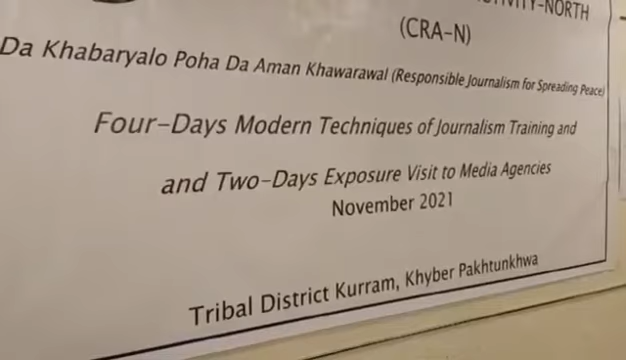 (CRA-N)
Da Khabaryalo Poha Da Aman Khawarawal (Responsible Journalism for Spreading Peace)
Four-Days Modern Techniques of Journalism Training and
and Two-Days Exposure Visit to Media Agencies
November 2021
Tribal District Kurram, Khyber Pakhtunkhwa